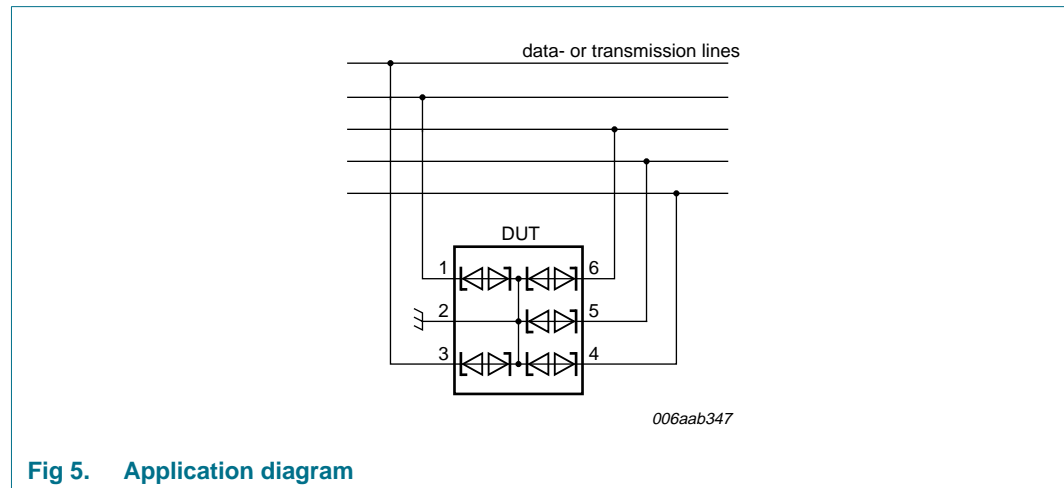 data- or transmission lines
DUT
1
6
2
5
3
4
006aab347
Fig 5. Application diagram